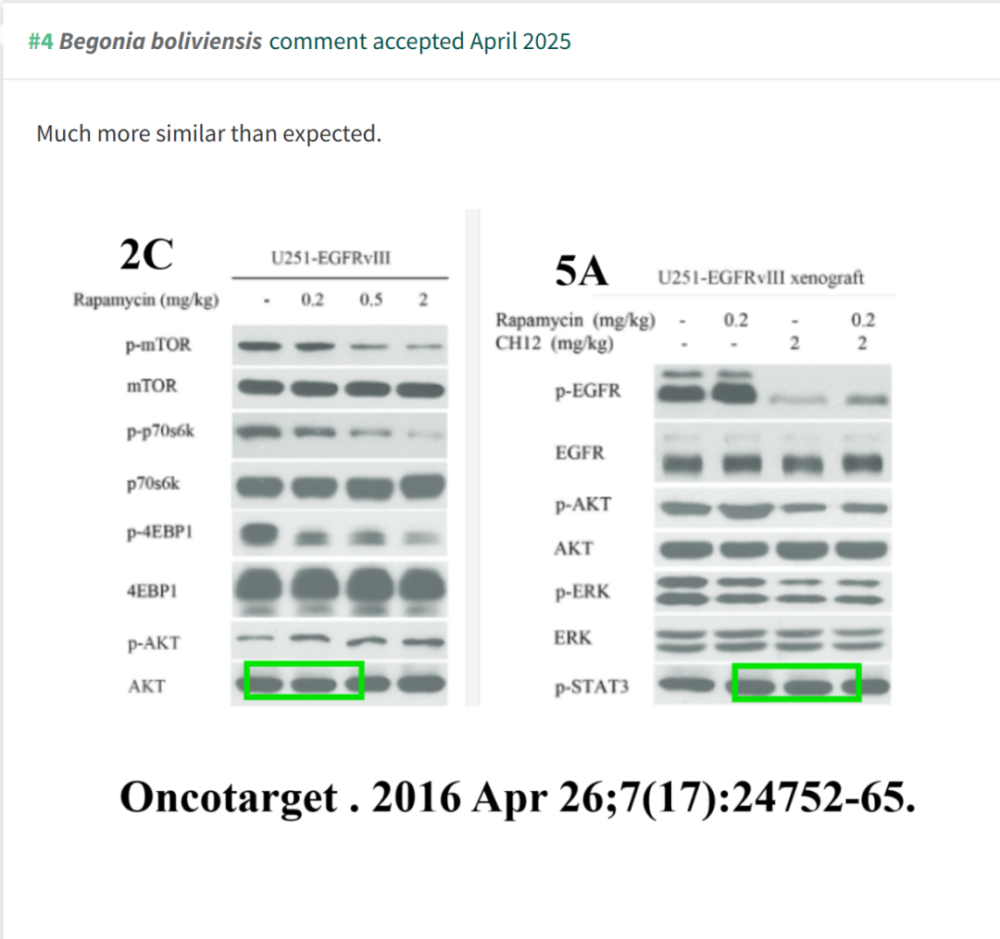 #4 Begonia boliviensis comment accepted April 2025
Much more similar than expected.
2C
U251-EGFRvIII
Rapamycin (mg/kg) - 0.2 0.5 2
p-mTOR
mTOR
p-p70s6k
p70s6k
p-4EBP1
4EBP1
p-AKT
AKT
5A
U251-EGFRvIII xenograft
Rapamycin (mg/kg) - 0.2 - 0.2
CH12 (mg/kg) - - 2 2
p-EGFR
EGFR
p-AKT
AKT
p-ERK
ERK
p-STAT3
Oncotarget . 2016 Apr 26;7(17):24752-65.